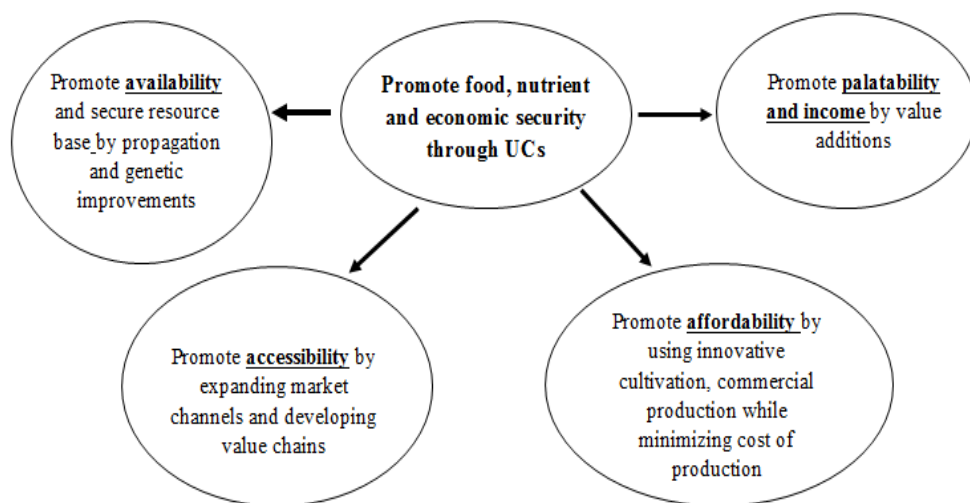 Promote availability
and secure resource
base by propagation
and genetic
improvements
Promote food, nutrient
and economic security
through UCs
Promote palatability
and income by value
additions
Promote accessibility by
expanding market
channels and developing
value chains
Promote affordability by
using innovative
cultivation, commercial
production while
minimizing cost of
production